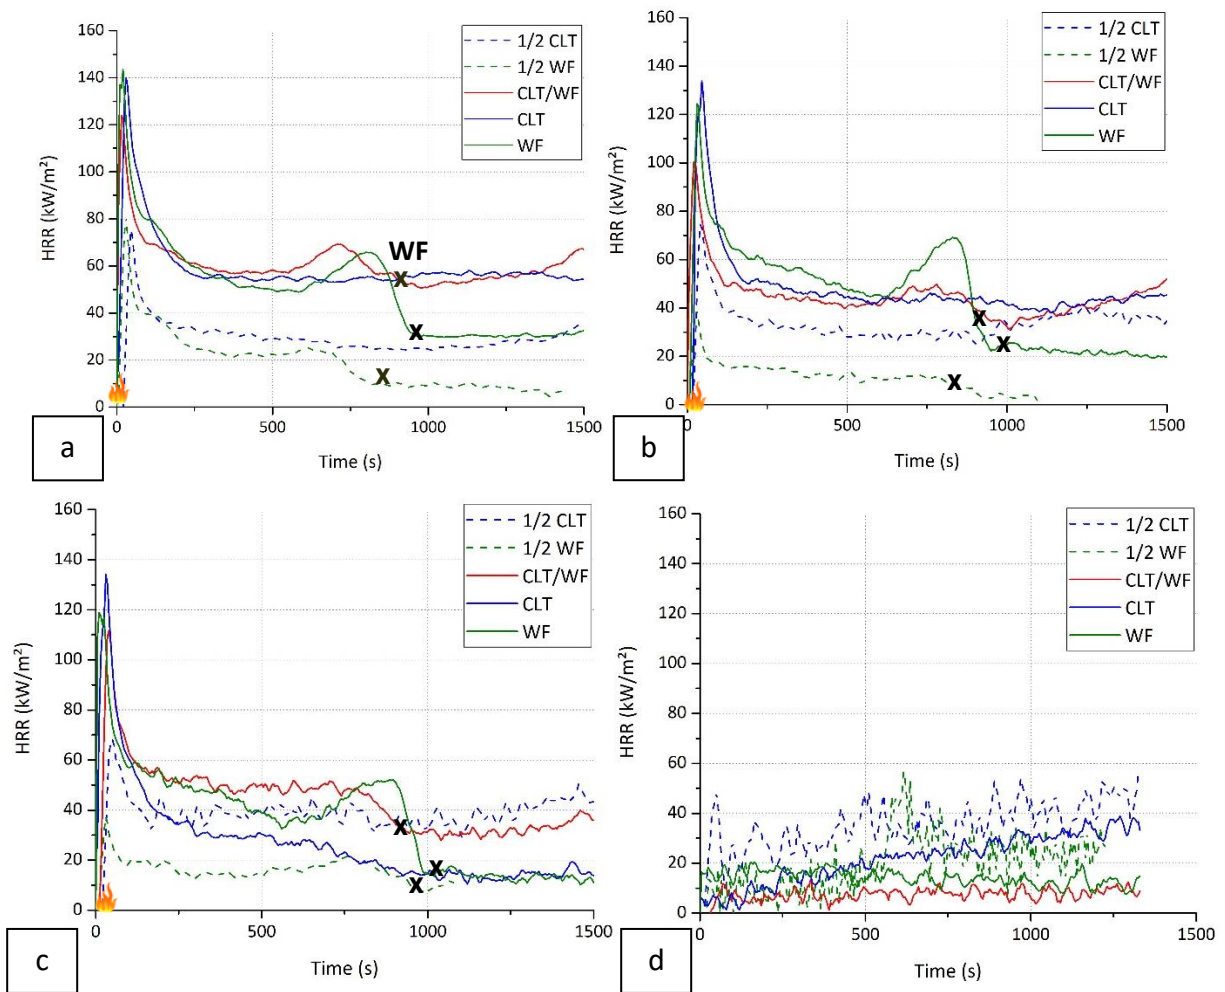 160
140
120
100
80
60
40
20
0
HRR (kW/m²)
1/2 CLT
1/2 WF
CLT/WF
CLT
WF
WF
X
X
X
0
500
1000
1500
Time (s)
a
160
140
120
100
80
60
40
20
0
HRR (kW/m²)
1/2 CLT
1/2 WF
CLT/WF
CLT
WF
X
X
X
0
500
1000
1500
Time (s)
b
160
140
120
100
80
60
40
20
0
HRR (kW/m²)
1/2 CLT
1/2 WF
CLT/WF
CLT
WF
X
X
X
0
500
1000
1500
Time (s)
c
160
140
120
100
80
60
40
20
0
HRR (kW/m²)
1/2 CLT
1/2 WF
CLT/WF
CLT
WF
0
500
1000
1500
Time (s)
d